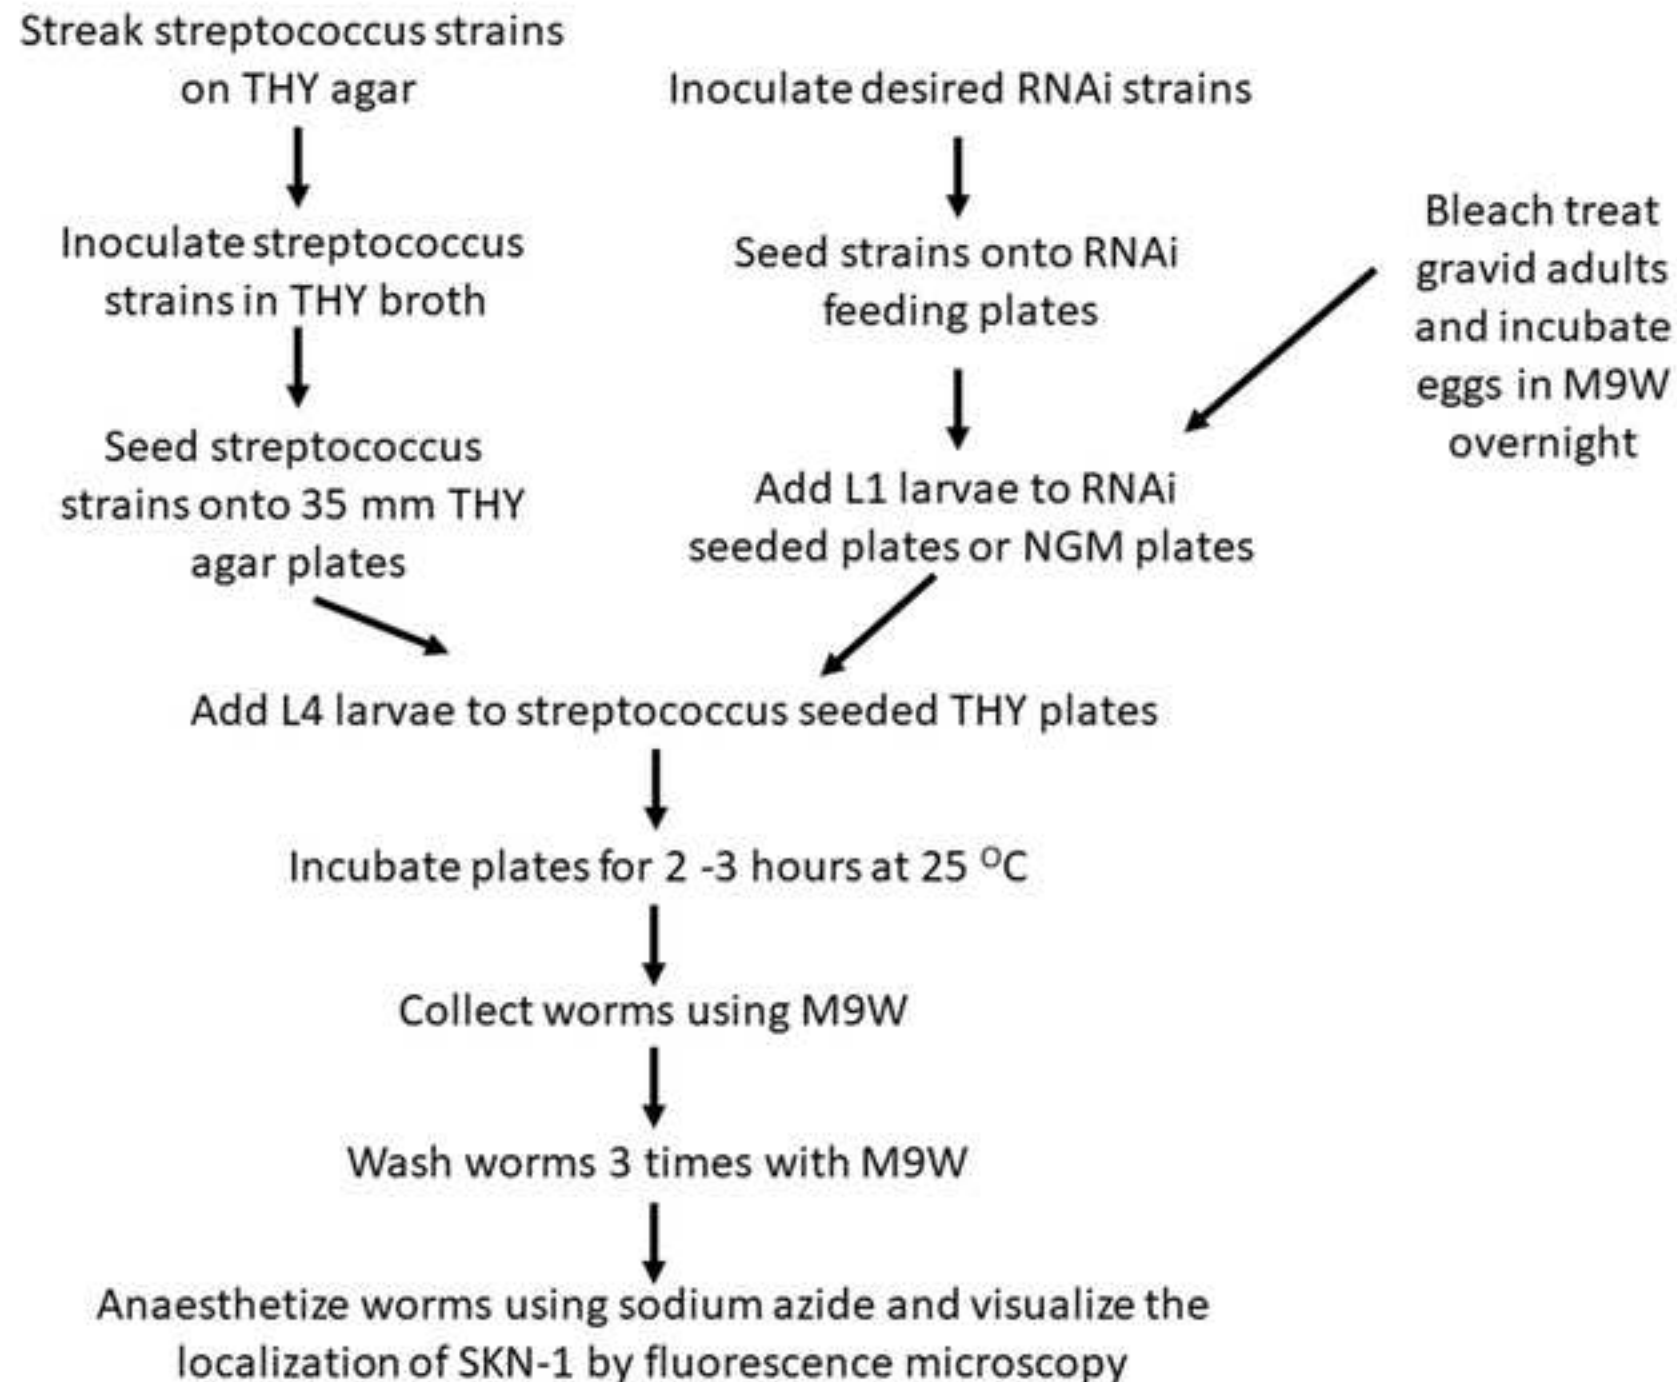 Streak streptococcus strains
on THY agar
Inoculate streptococcus
strains in THY broth
Seed streptococcus
strains onto 35 mm THY
agar plates
Inoculate desired RNAi strains
Seed strains onto RNAi
feeding plates
Bleach treat
gravid adults
and incubate
eggs in M9W
overnight
Add L1 larvae to RNAi
seeded plates or NGM plates
Add L4 larvae to streptococcus seeded THY plates
Incubate plates for 2 -3 hours at 25 ᴼC
Collect worms using M9W
Wash worms 3 times with M9W
Anaesthetize worms using sodium azide and visualize the
localization of SKN-1 by fluorescence microscopy